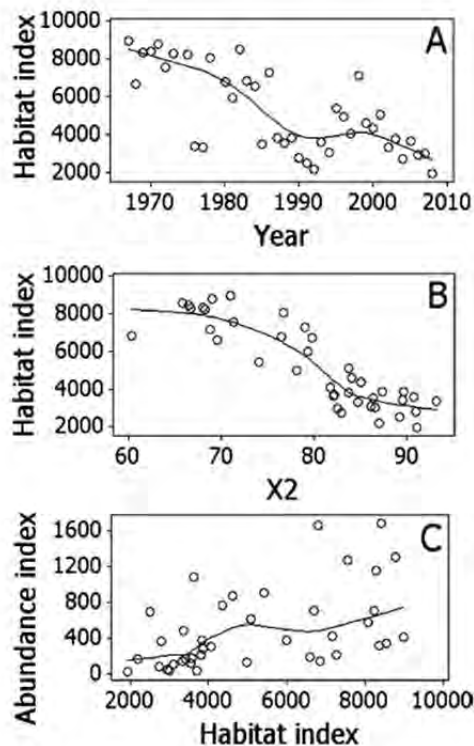 10000
8000
6000
4000
2000
Habitat index
A
1970 1980 1990 2000 2010
Year
10000
8000
6000
4000
2000
Habitat index
B
60 70 80 90
X2
1600
1200
800
400
0
Abundance index
C
2000 4000 6000 8000 10000
Habitat index